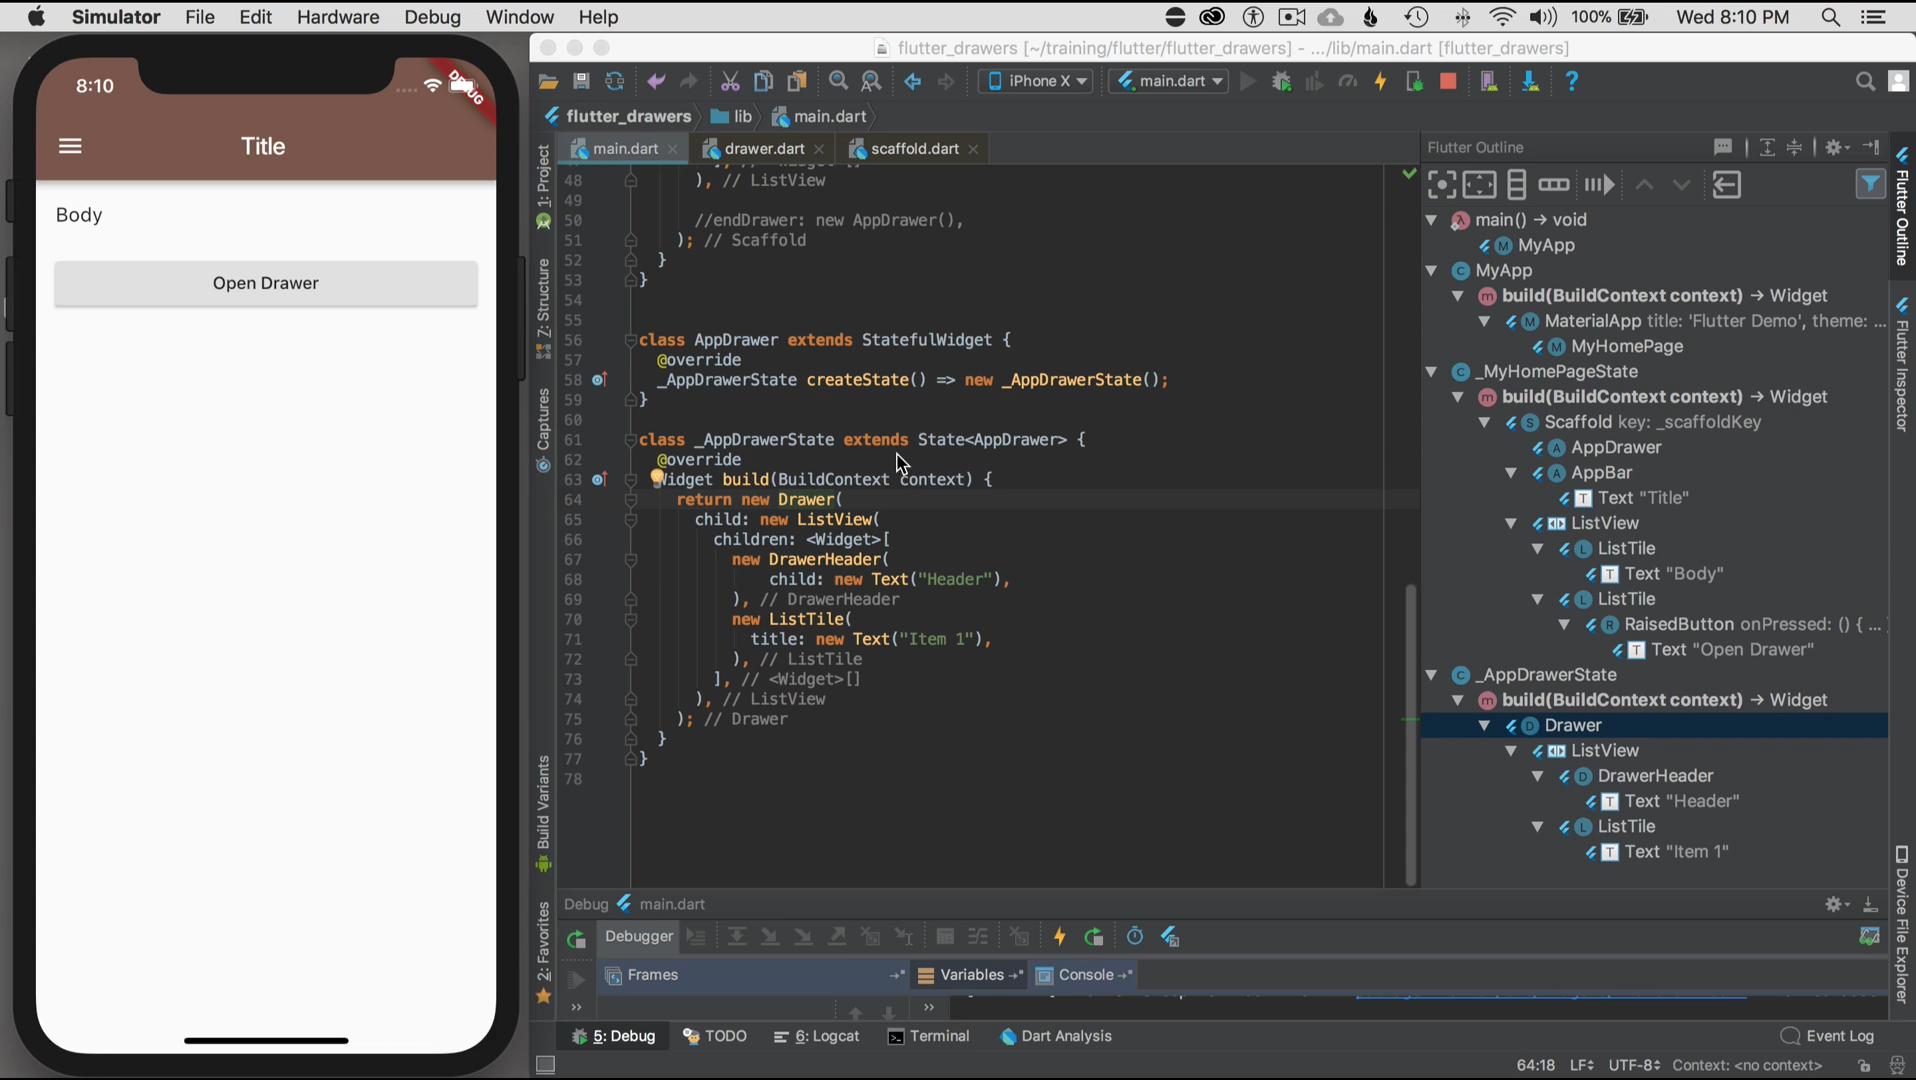 Simulator File Edit Hardware Debug Window Help 100% Wed 8:10 PM
8:10
DEBUG
Title
Body
Open Drawer
flutter_drawers [~/training/flutter/flutter_drawers] - .../lib/main.dart [flutter_drawers]
iPhone X main.dart
flutter_drawers lib main.dart
main.dart drawer.dart scaffold.dart
1: Project
Z: Structure
Captures
Build Variants
2: Favorites
48 ), // ListView
49
50 //endDrawer: new AppDrawer(),
51 ); // Scaffold
52 }
53 }
54
55
56 class AppDrawer extends StatefulWidget {
57 @override
58 _AppDrawerState createState() => new _AppDrawerState();
59 }
60
61 class _AppDrawerState extends State<AppDrawer> {
62 @override
63 Widget build(BuildContext context) {
64 return new Drawer(
65 child: new ListView(
66 children: <Widget>[
67 new DrawerHeader(
68 child: new Text("Header"),
69 ), // DrawerHeader
70 new ListTile(
71 title: new Text("Item 1"),
72 ), // ListTile
73 ], // <Widget>[]
74 ), // ListView
75 ); // Drawer
76 }
77 }
78
Flutter Outline
main() → void
MyApp
MyApp
build(BuildContext context) → Widget
MaterialApp title: 'Flutter Demo', theme: ...
MyHomePage
_MyHomePageState
build(BuildContext context) → Widget
Scaffold key: _scaffoldKey
AppDrawer
AppBar
Text "Title"
ListView
ListTile
Text "Body"
ListTile
RaisedButton onPressed: () { ...
Text "Open Drawer"
_AppDrawerState
build(BuildContext context) → Widget
Drawer
ListView
DrawerHeader
Text "Header"
ListTile
Text "Item 1"
Flutter Outline
Flutter Inspector
Device File Explorer
Debug main.dart
Debugger
Frames Variables Console
5: Debug TODO 6: Logcat Terminal Dart Analysis Event Log
64:18 LF UTF-8 Context: <no context>